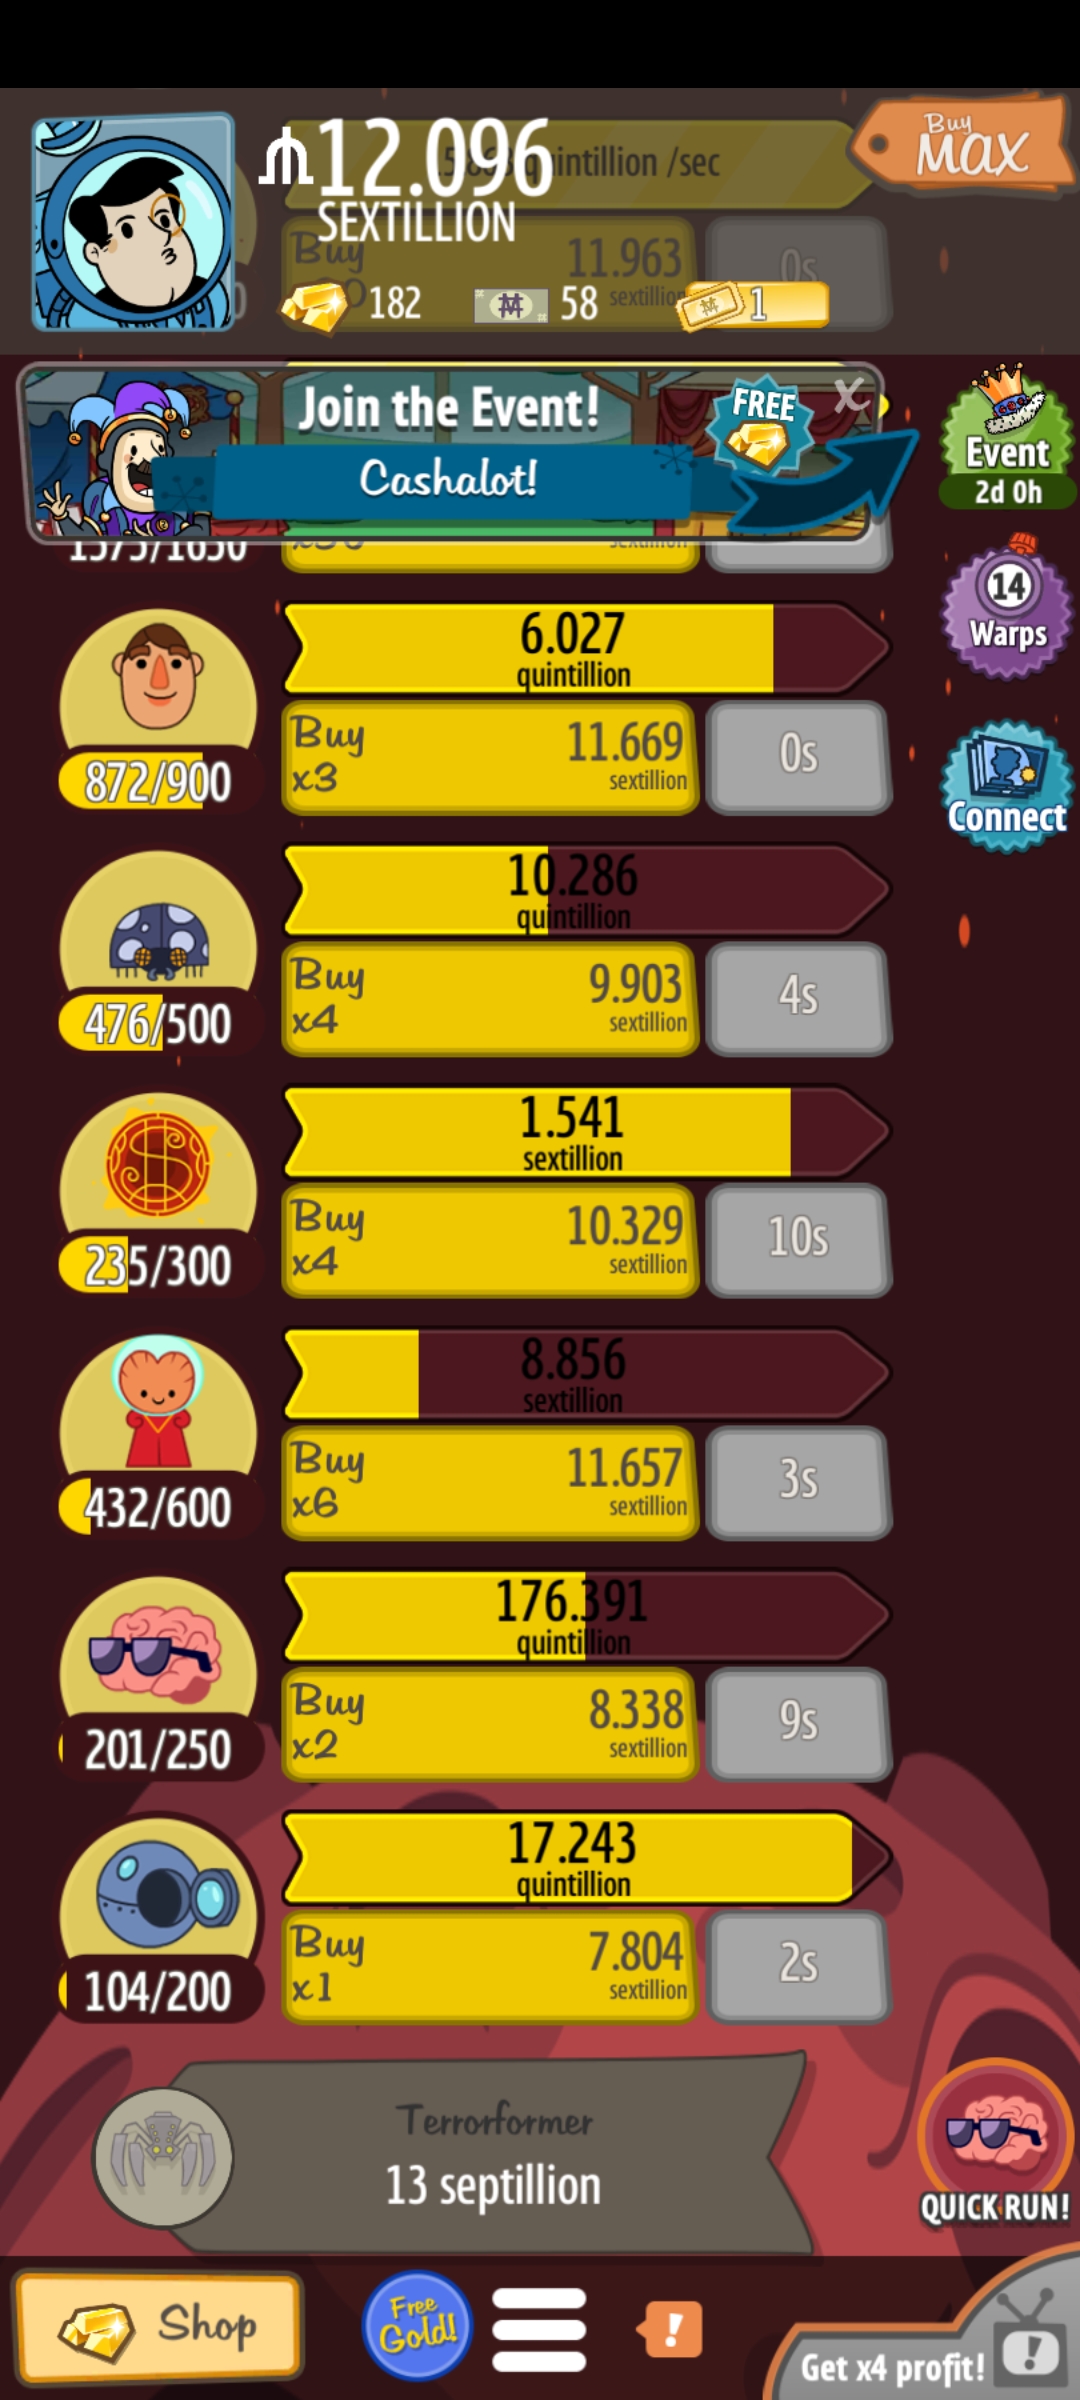 12.096
SEXTILLION
quintillion /sec
Buy
MAX
Buy
11.963
0s
182
58
1
Join the Event!
FREE
X
Cashalot!
Event
2d 0h
1575/1650
6.027
quintillion
872/900
Buy
x3
11.669
sextillion
0s
14
Warps
Connect
10.286
quintillion
476/500
Buy
x4
9.903
sextillion
4s
1.541
sextillion
235/300
Buy
x4
10.329
sextillion
10s
8.856
sextillion
432/600
Buy
x6
11.657
sextillion
3s
176.391
quintillion
201/250
Buy
x2
8.338
sextillion
9s
17.243
quintillion
104/200
Buy
x1
7.804
sextillion
2s
Terrorformer
13 septillion
QUICK RUN!
Shop
Free
Gold!
!
Get x4 profit!
!